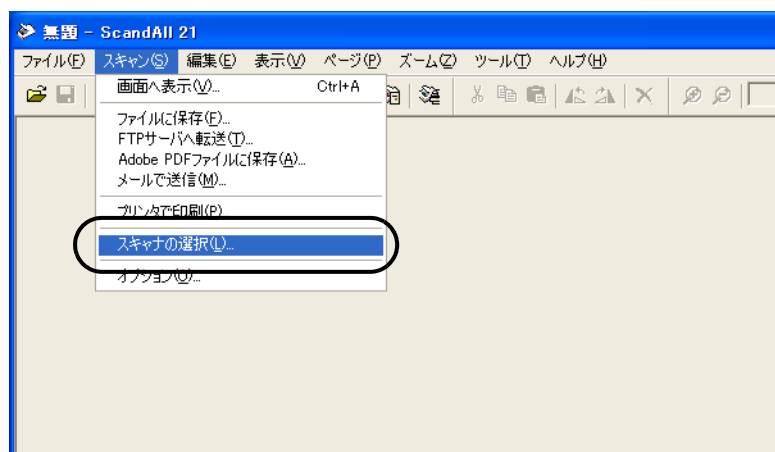 無題 - ScandAll 21
ファイル(F) スキャン(S) 編集(E) 表示(V) ページ(P) ズーム(Z) ツール(T) ヘルプ(H)
画面へ表示(V)... Ctrl+A
ファイルに保存(F)...
FTPサーバへ転送(T)...
Adobe PDFファイルに保存(A)...
メールで送信(M)...
プリンタで印刷(P)
スキャナの選択(L)...
オプション(O)...